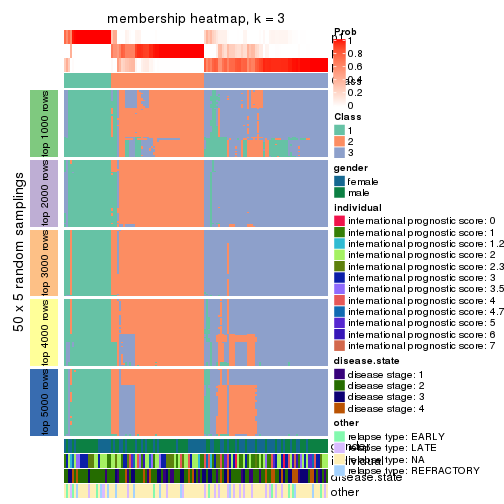 membership heatmap, k = 3
Prob
1
0.8
0.6
0.4
0.2
0
Class
1
2
3
gender
female
male
individual
international prognostic score: 0
international prognostic score: 1
international prognostic score: 1.2
international prognostic score: 2
international prognostic score: 2.3
international prognostic score: 3
international prognostic score: 3.5
international prognostic score: 4
international prognostic score: 4.7
international prognostic score: 5
international prognostic score: 6
international prognostic score: 7
disease.state
disease stage: 1
disease stage: 2
disease stage: 3
disease stage: 4
other
relapse type: EARLY
relapse type: LATE
relapse type: NA
relapse type: REFRACTORY
50 x 5 random samplings
top 1000 rows
top 2000 rows
top 3000 rows
top 4000 rows
top 5000 rows
gender
individual
disease.state
other